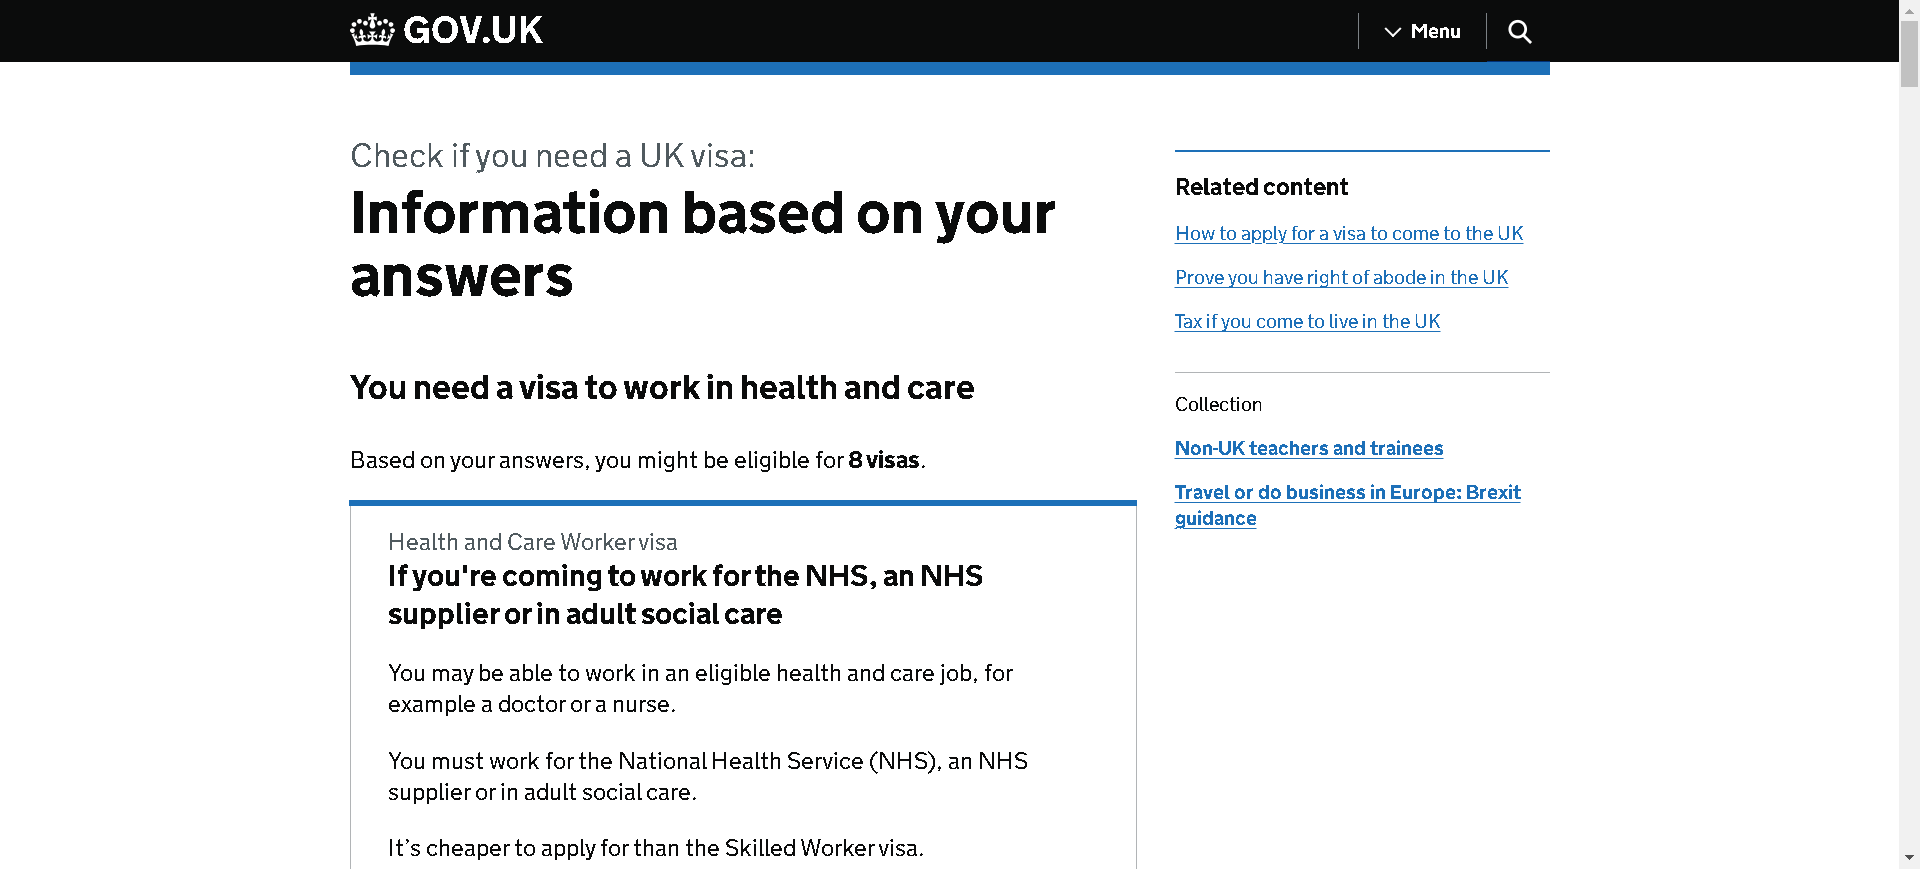 GOV.UK
Menu
Check if you need a UK visa:
Information based on your
answers
You need a visa to work in health and care
Based on your answers, you might be eligible for 8 visas.
Health and Care Worker visa
If you're coming to work for the NHS, an NHS
supplier or in adult social care
You may be able to work in an eligible health and care job, for
example a doctor or a nurse.
You must work for the National Health Service (NHS), an NHS
supplier or in adult social care.
It’s cheaper to apply for than the Skilled Worker visa.
Related content
How to apply for a visa to come to the UK
Prove you have right of abode in the UK
Tax if you come to live in the UK
Collection
Non-UK teachers and trainees
Travel or do business in Europe: Brexit
guidance